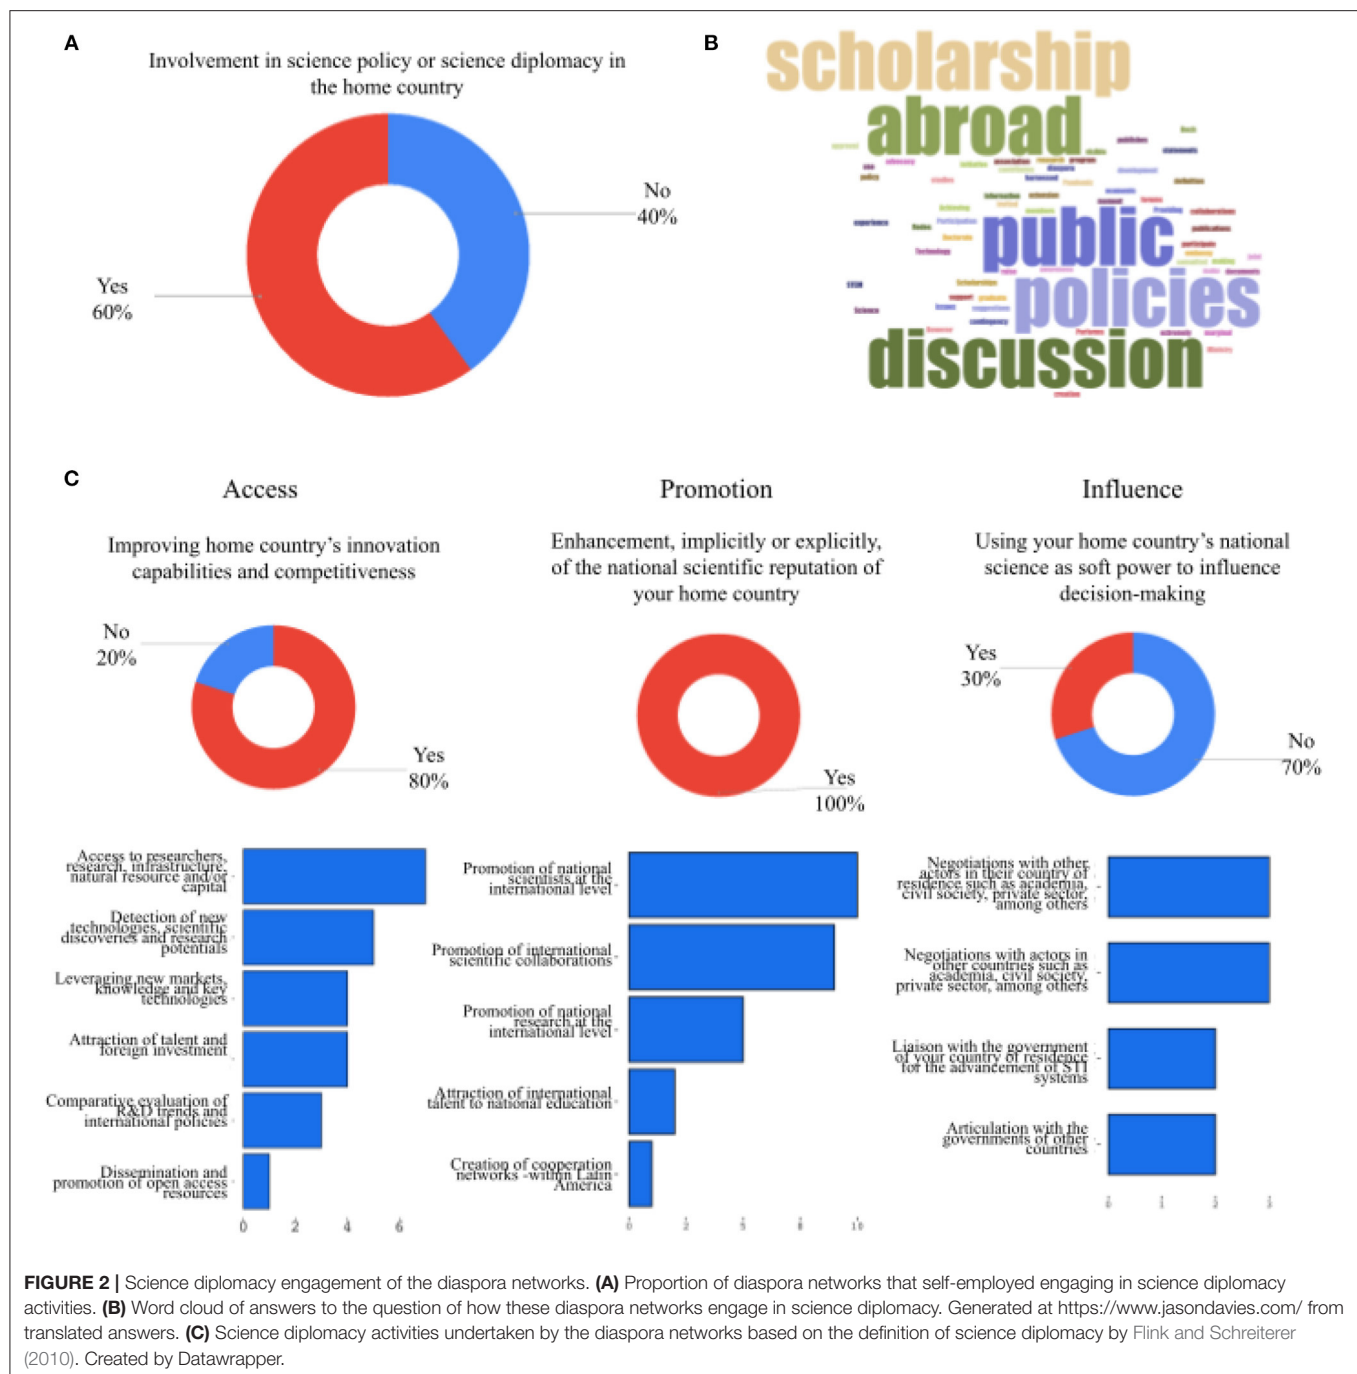 A
Involvement in science policy or science diplomacy in
the home country
No
40%
Yes
60%
B
scholarship
abroad
public
policies
discussion
C
Access
Improving home country's innovation
capabilities and competitiveness
No
20%
Yes
80%
Access to researchers,
research, infrastructure,
natural resource and/or
capital
Detection of new
technologies, scientific
discoveries and research
potentials
Leveraging new markets,
knowledge and key
technologies
Attraction of talent and
foreign investment
Comparative evaluation of
R&D trends and
international policies
Dissemination and
promotion of open access
resources
0 2 4 6
Promotion
Enhancement, implicitly or explicitly,
of the national scientific reputation of
your home country
Yes
100%
Promotion of national
scientists at the
international level
Promotion of international
scientific collaborations
Promotion of national
research at the
international level
Attraction of international
talent to national education
Creation of cooperation
networks -within Latin
America
0 2 5 8 10
Influence
Using your home country's national
science as soft power to influence
decision-making
Yes
30%
No
70%
Negotiations with other
actors in their country of
residence such as academia,
civil society, private sector,
among others
Negotiations with actors in
other countries such as
academia, civil society,
private sector, among others
Liaison with the government
of your country of residence
for the advancement of STI
systems
Articulation with the
governments of other
countries
0 1 2 3
FIGURE 2 | Science diplomacy engagement of the diaspora networks. (A) Proportion of diaspora networks that self-employed engaging in science diplomacy
activities. (B) Word cloud of answers to the question of how these diaspora networks engage in science diplomacy. Generated at https://www.jasondavies.com/ from
translated answers. (C) Science diplomacy activities undertaken by the diaspora networks based on the definition of science diplomacy by Flink and Schreiterer
(2010). Created by Datawrapper.